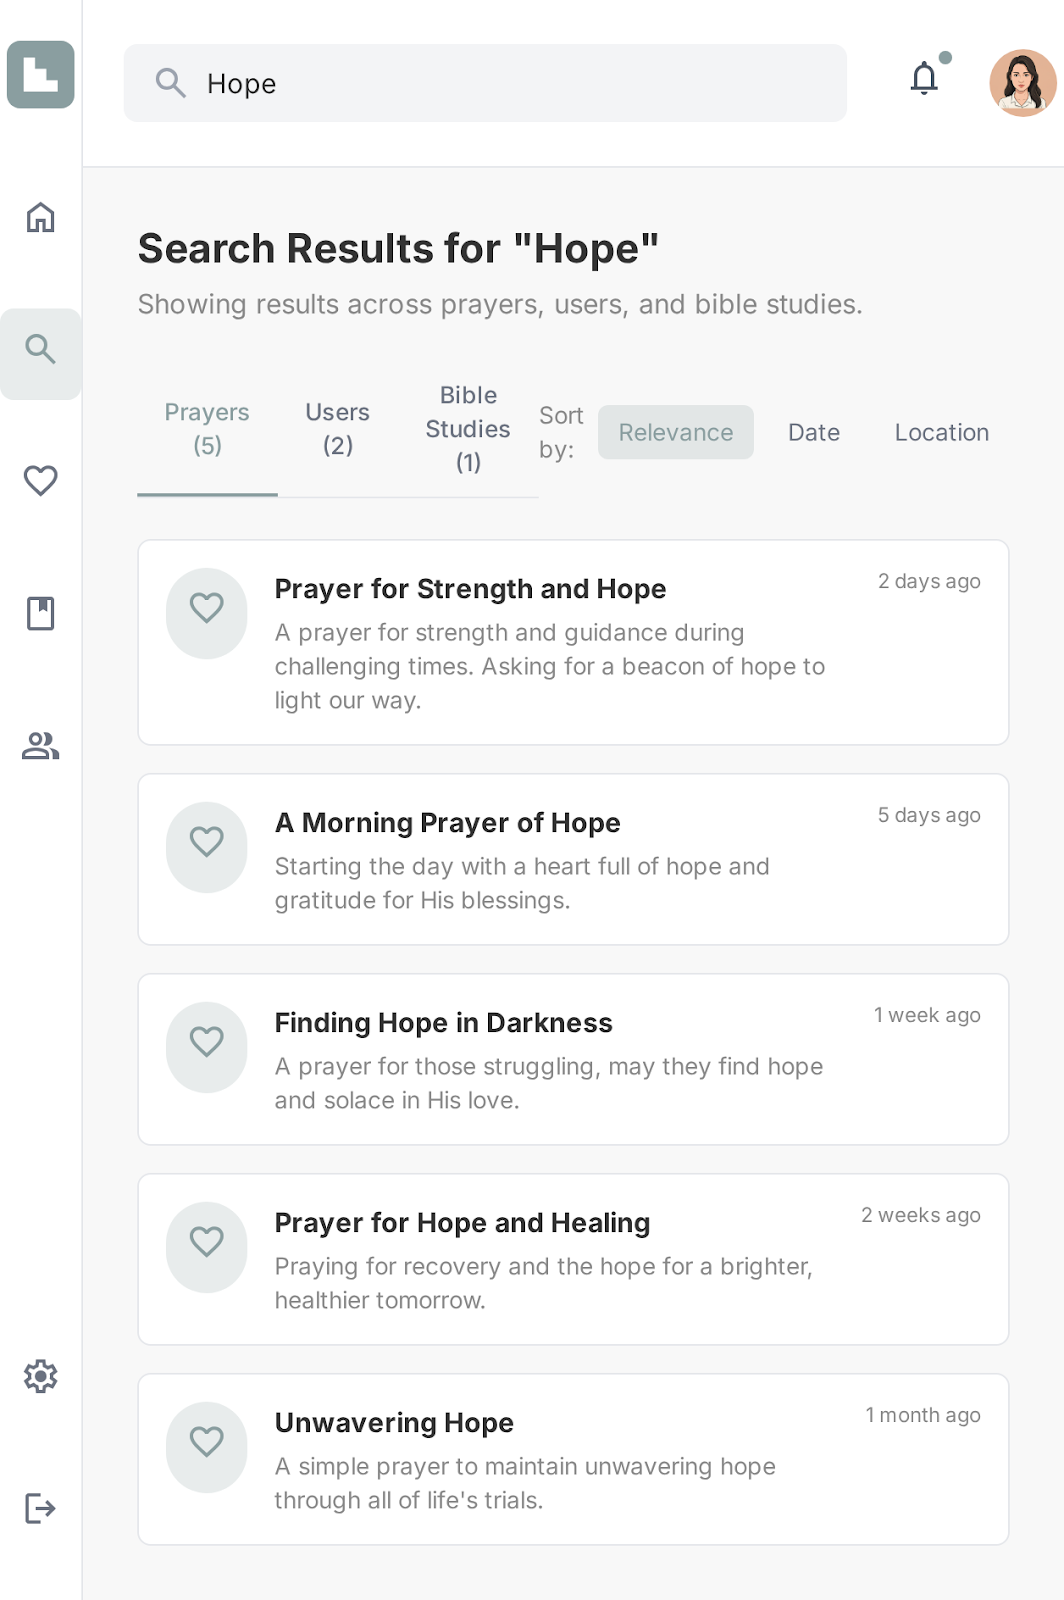 Hope
Search Results for "Hope"
Showing results across prayers, users, and bible studies.
Prayers
(5)
Users
(2)
Bible
Studies
(1)
Sort
by:
Relevance
Date
Location
Prayer for Strength and Hope
2 days ago
A prayer for strength and guidance during
challenging times. Asking for a beacon of hope to
light our way.
A Morning Prayer of Hope
5 days ago
Starting the day with a heart full of hope and
gratitude for His blessings.
Finding Hope in Darkness
1 week ago
A prayer for those struggling, may they find hope
and solace in His love.
Prayer for Hope and Healing
2 weeks ago
Praying for recovery and the hope for a brighter,
healthier tomorrow.
Unwavering Hope
1 month ago
A simple prayer to maintain unwavering hope
through all of life's trials.